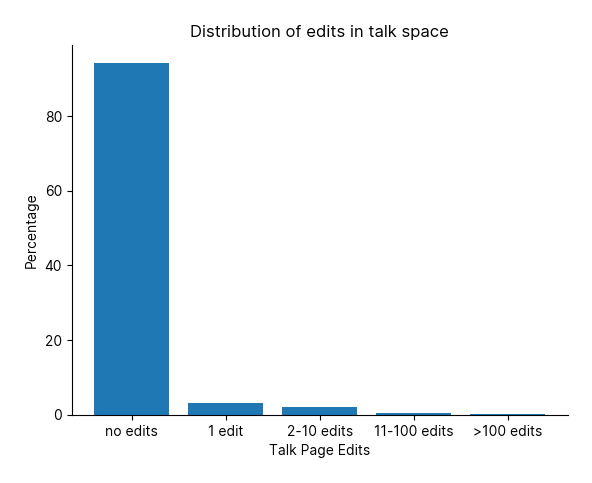 Distribution of edits in talk space
Percentage
80
60
40
20
0
no edits 1 edit 2-10 edits 11-100 edits >100 edits
Talk Page Edits